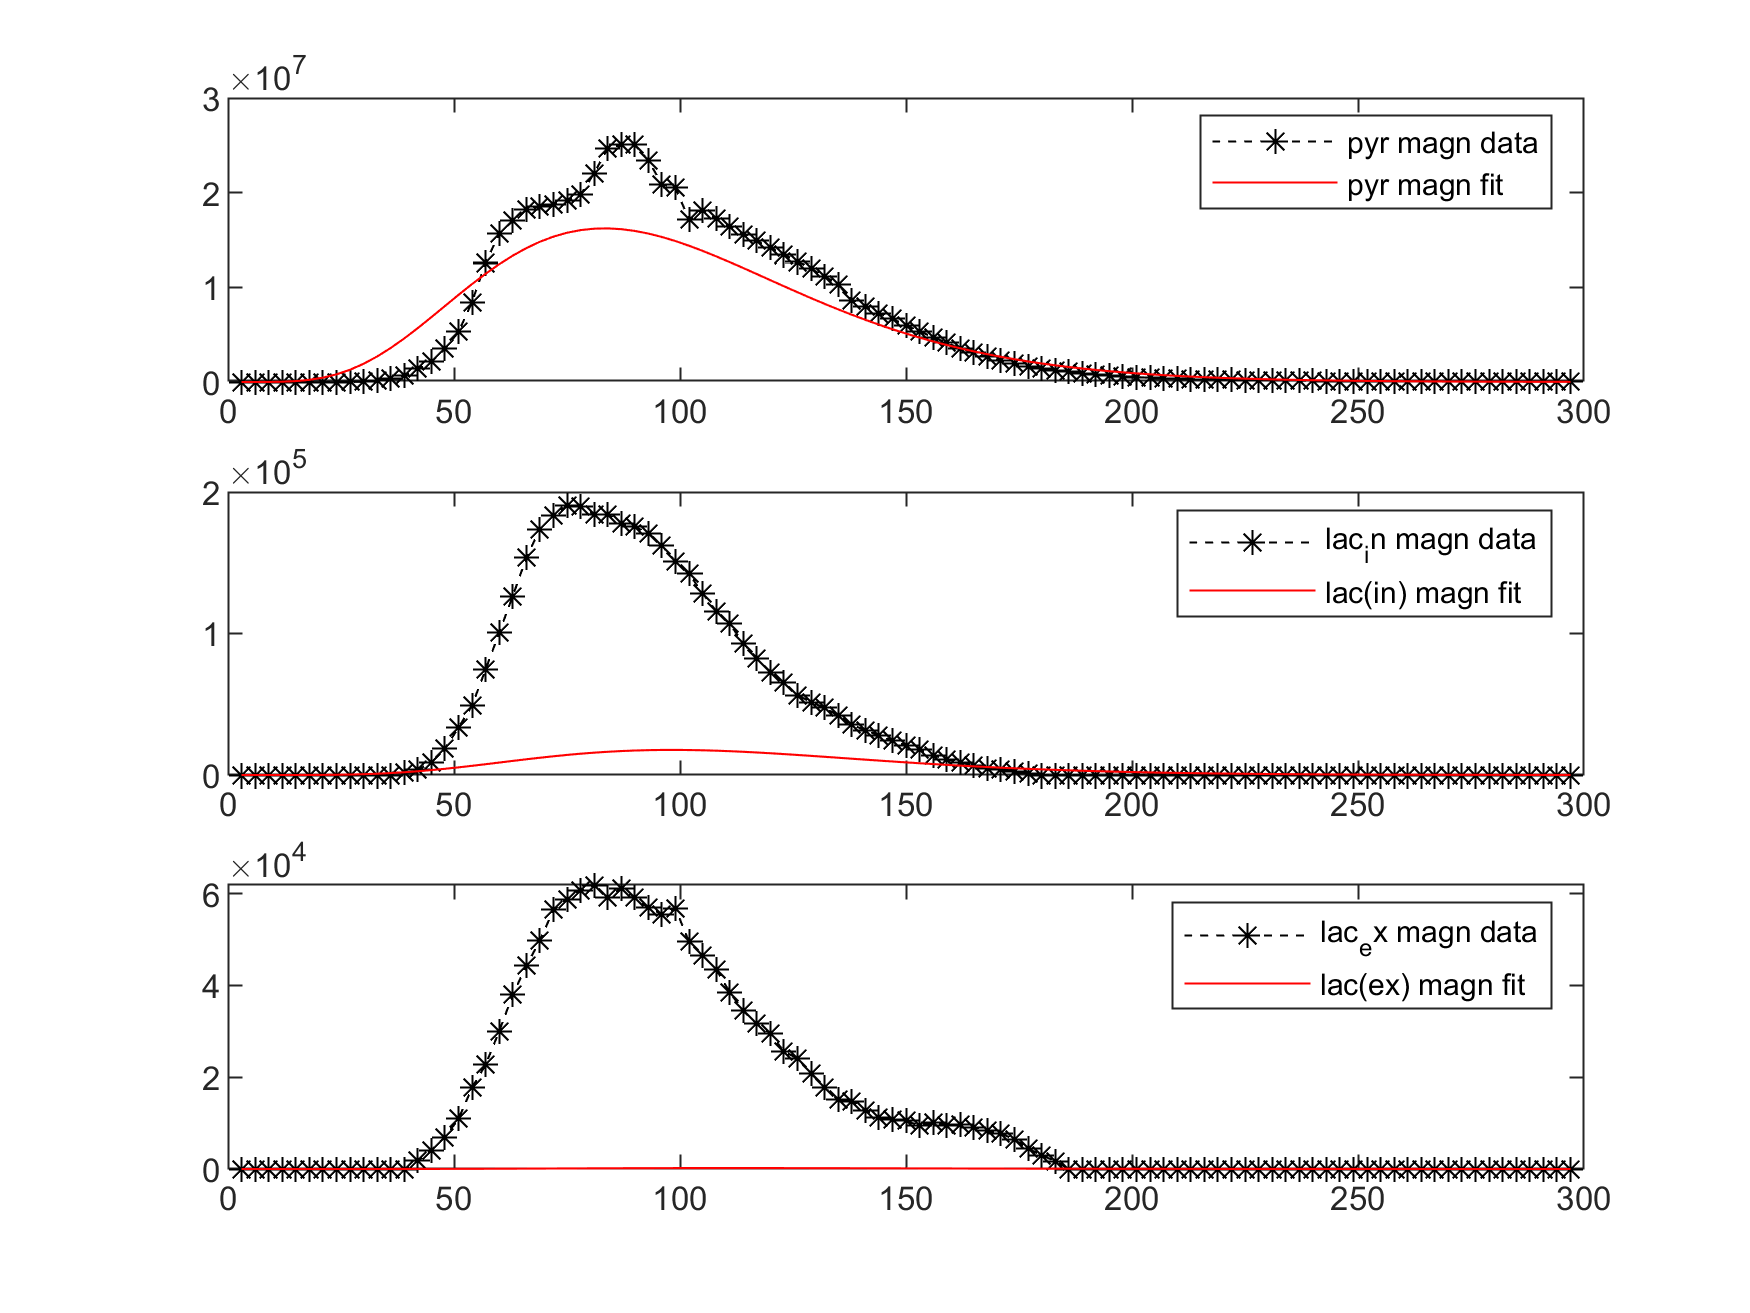 ×10^7
3
2
1
0
0 50 100 150 200 250 300
pyr magn data
pyr magn fit
×10^5
2
1
0
0 50 100 150 200 250 300
lac_in magn data
lac(in) magn fit
×10^4
6
4
2
0
0 50 100 150 200 250 300
lac_ex magn data
lac(ex) magn fit